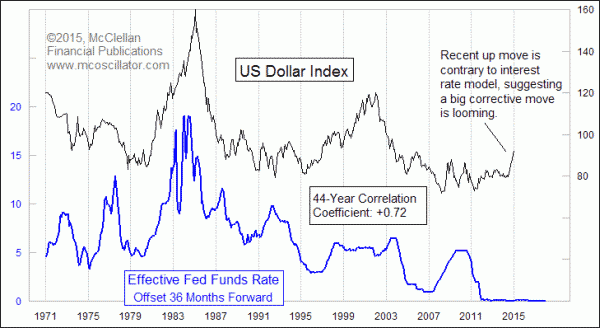 ©2015, McClellan
Financial Publications
www.mcoscillator.com
US Dollar Index
Recent up move is
contrary to interest
rate model, suggesting
a big corrective move
is looming.
160
140
120
100
80
20
15
10
5
0
44-Year Correlation
Coefficient: +0.72
Effective Fed Funds Rate
Offset 36 Months Forward
1971 1975 1979 1983 1987 1991 1995 1999 2003 2007 2011 2015